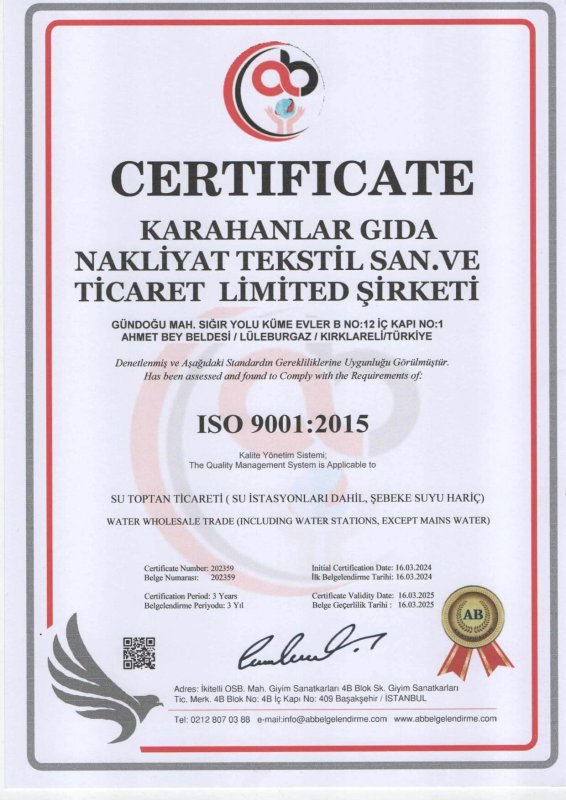 ab
CERTIFICATE
KARAHANLAR GIDA
NAKLİYAT TEKSTİL SAN.VE
TİCARET LİMİTED ŞİRKETİ
GÜNDOĞU MAH. SIĞIR YOLU KÜME EVLER B NO:12 İÇ KAPI NO:1
AHMET BEY BELDESİ / LÜLEBURGAZ / KIRKLARELİ/TÜRKİYE
Denetlenmiş ve Aşağıdaki Standardın Gerekliliklerine Uygunluğu Görülmüştür.
Has been assessed and found to Comply with the Requirements of:
ISO 9001:2015
Kalite Yönetim Sistemi;
The Quality Management System is Applicable to
SU TOPTAN TİCARETİ ( SU İSTASYONLARI DAHİL, ŞEBEKE SUYU HARİÇ)
WATER WHOLESALE TRADE (INCLUDING WATER STATIONS, EXCEPT MAINS WATER)
Certificate Number: 202359
Belge Numarası: 202359
Certification Period: 3 Years
Belgelendirme Periyodu: 3 Yıl
Initial Certification Date: 16.03.2024
İlk Belgelendirme Tarihi: 16.03.2024
Certificate Validity Date: 16.03.2025
Belge Geçerlilik Tarihi : 16.03.2025
AB
Adres: İkitelli OSB. Mah. Giyim Sanatkarları 4B Blok Sk. Giyim Sanatkarları
Tic. Merk. 4B Blok No: 4B İç Kapı No: 409 Başakşehir / İSTANBUL
Tel: 0212 807 03 88 e-mail:info@abbelgelendirme.com www.abbelgelendirme.com